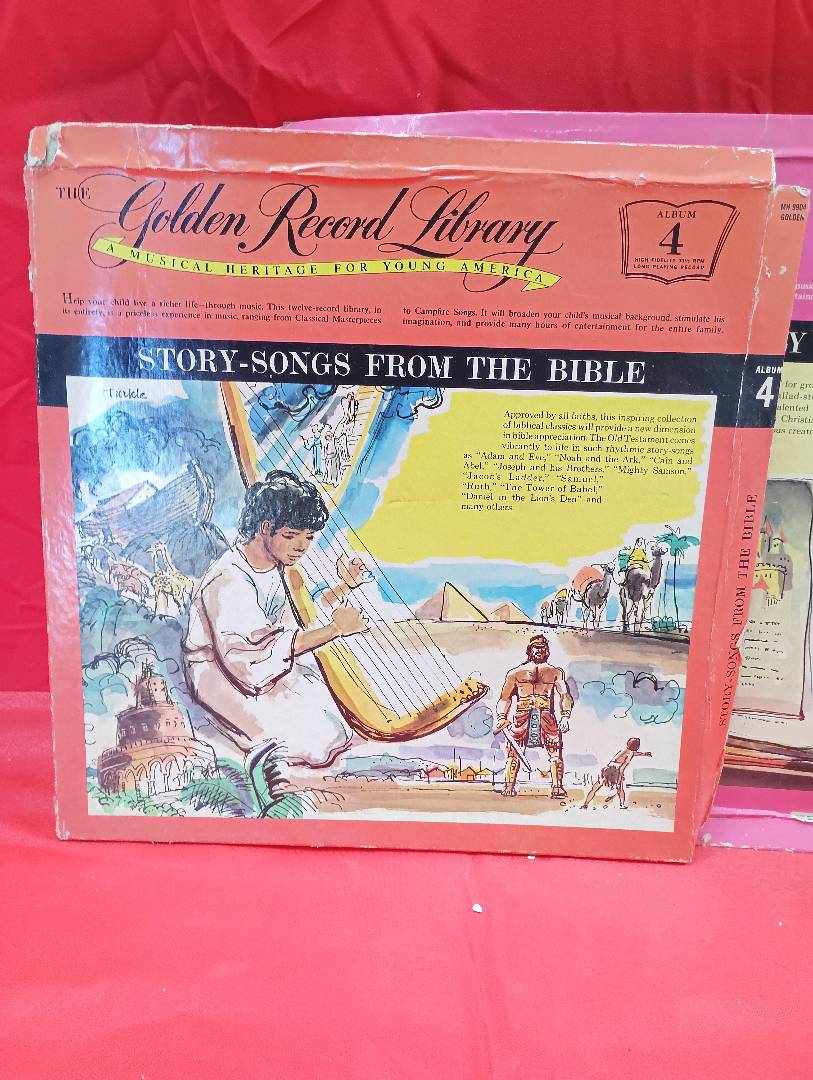 THE
Golden Record Library
A MUSICAL HERITAGE FOR YOUNG AMERICA
ALBUM
4
HIGH FIDELITY 33⅓ RPM
LONG PLAYING RECORD
Help your child live a richer life—through music. This twelve-record library, in
its entirety, is a priceless experience in music, ranging from Classical Masterpieces
to Campfire Songs. It will broaden your child's musical background, stimulate his
imagination, and provide many hours of entertainment for the entire family.
STORY-SONGS FROM THE BIBLE
Approved by all faiths, this inspiring collection
of biblical classics will provide a new dimension
in bible appreciation. The Old Testament comes
vibrantly to life in such rhythmic story-songs
as "Adam and Eve," "Noah and the Ark," "Cain and
Abel," "Joseph and his Brothers," "Mighty Samson,"
"Jacob's Ladder," "Samuel,"
"Ruth," "The Tower of Babel,"
"Daniel in the Lion's Den" and
many others.
ALBUM
4
STORY-SONGS FROM THE BIBLE
GOLDEN
Y
for